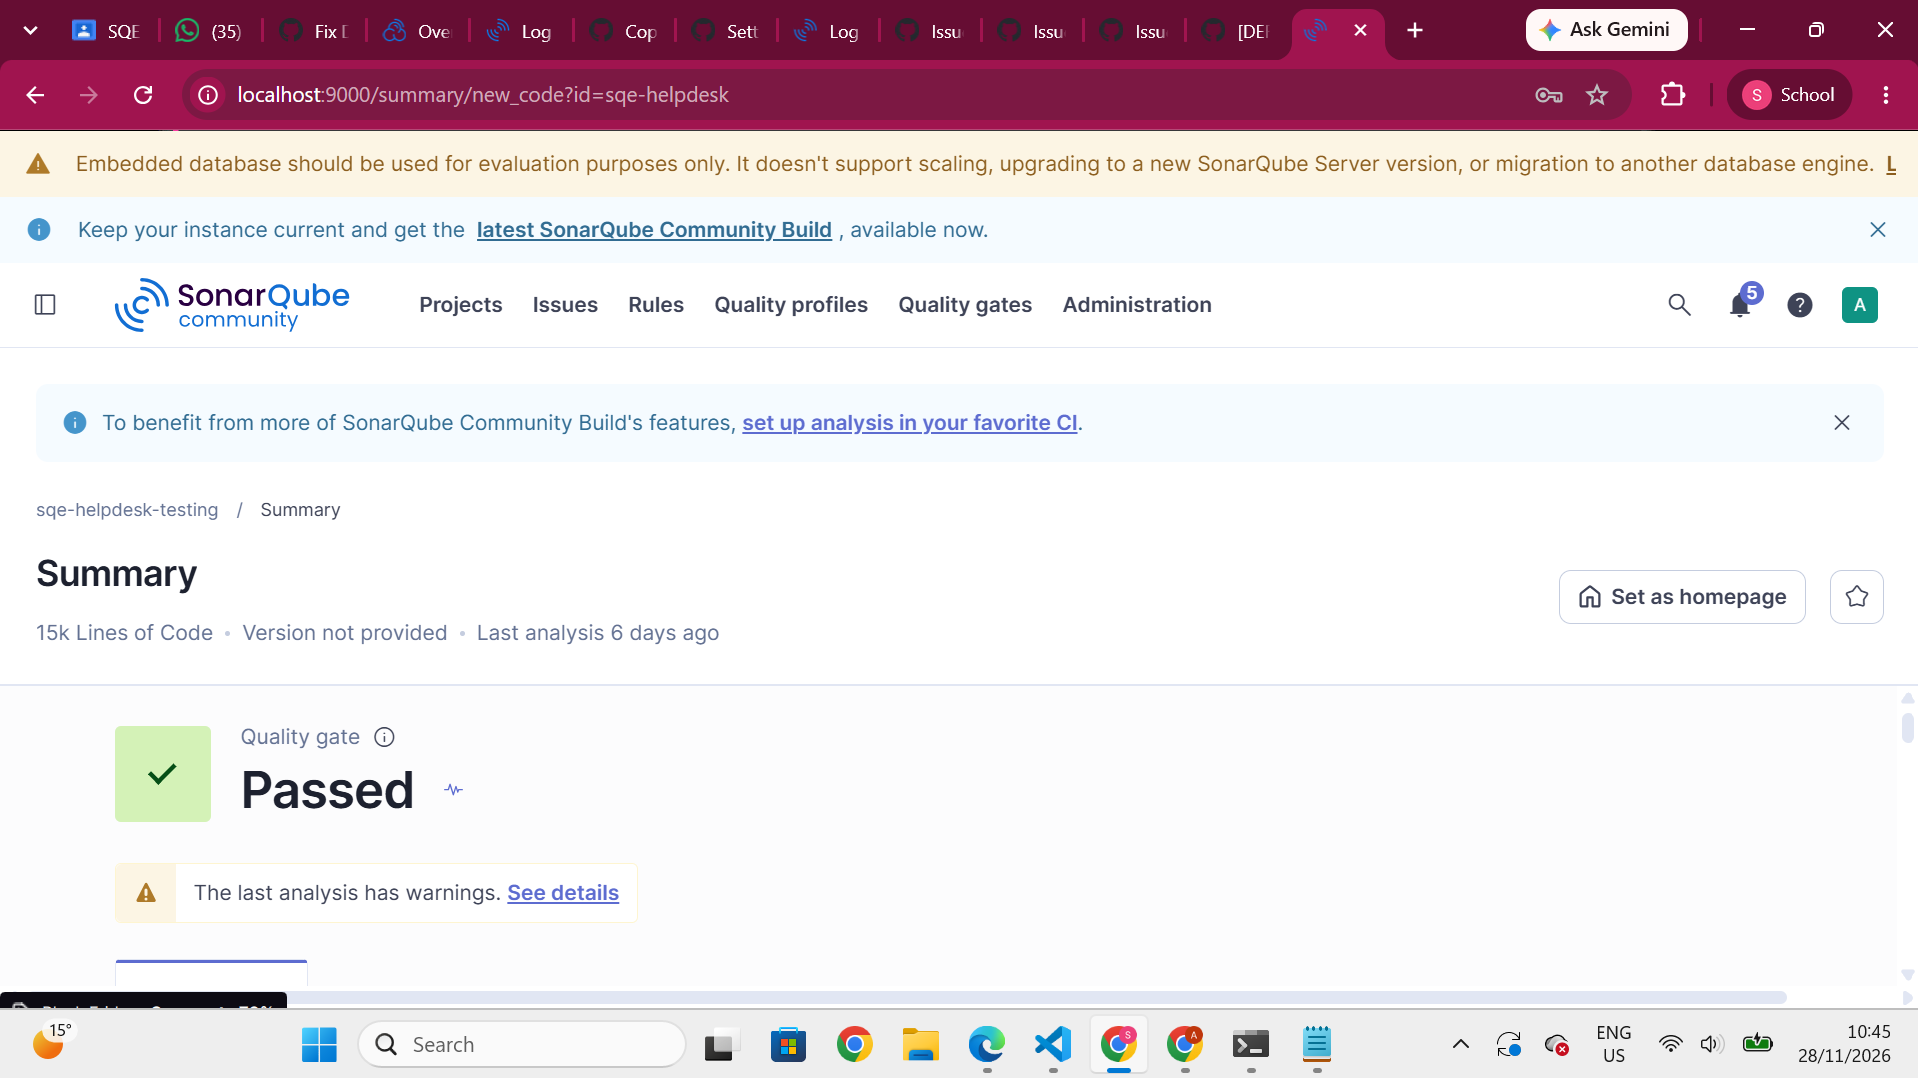 SQE
(35)
Fix
Ove
Log
Cop
Sett
Log
Issu
Issu
Issu
Ask Gemini
localhost:9000/summary/new_code?id=sqe-helpdesk
S
School
Embedded database should be used for evaluation purposes only. It doesn't support scaling, upgrading to a new SonarQube Server version, or migration to another database engine. L
Keep your instance current and get the latest SonarQube Community Build , available now.
SonarQube
community
Projects
Issues
Rules
Quality profiles
Quality gates
Administration
5
A
To benefit from more of SonarQube Community Build's features, set up analysis in your favorite CI.
sqe-helpdesk-testing / Summary
Summary
Set as homepage
15k Lines of Code • Version not provided • Last analysis 6 days ago
Quality gate
Passed
The last analysis has warnings. See details
15°
Search
S
A
ENG
US
10:45
28/11/2026